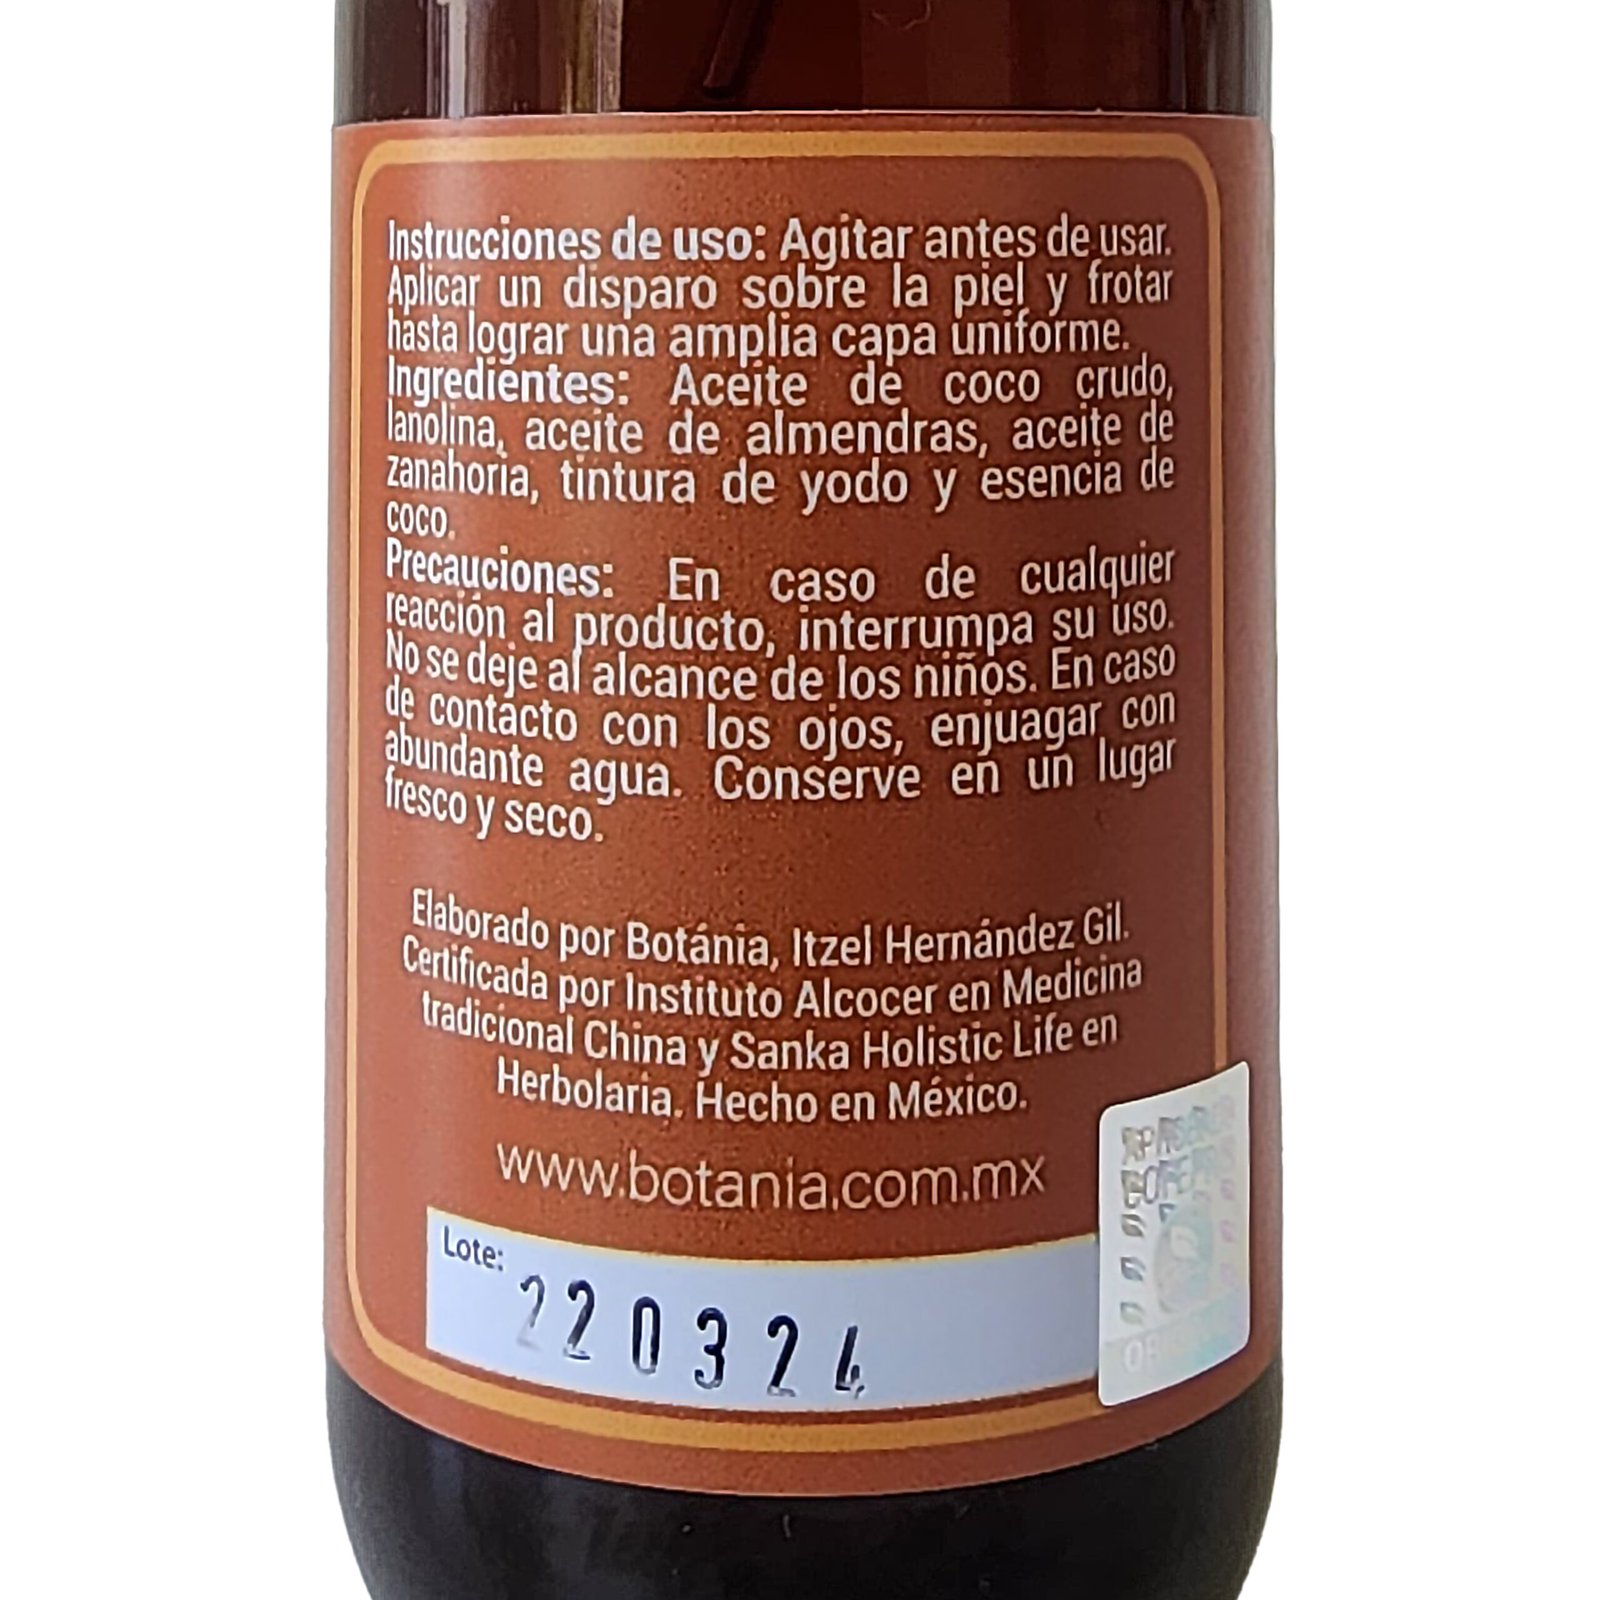 Instrucciones de uso: Agitar antes de usar.
Aplicar un disparo sobre la piel y frotar
hasta lograr una amplia capa uniforme.
Ingredientes: Aceite de coco crudo,
lanolina, aceite de almendras, aceite de
zanahoria, tintura de yodo y esencia de
coco.
Precauciones: En caso de cualquier
reacción al producto, interrumpa su uso.
No se deje al alcance de los niños. En caso
de contacto con los ojos, enjuagar con
abundante agua. Conserve en un lugar
fresco y seco.
Elaborado por Botánia, Itzel Hernández Gil.
Certificada por Instituto Alcocer en Medicina
tradicional China y Sanka Holistic Life en
Herbolaria. Hecho en México.
www.botania.com.mx
Lote:
220324